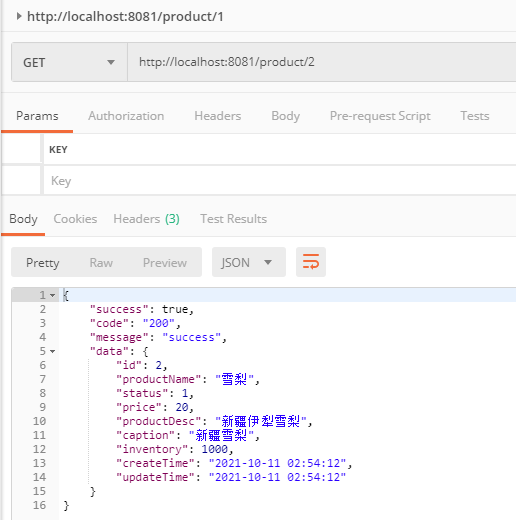 http://localhost:8081/product/1
GET http://localhost:8081/product/2
Params Authorization Headers Body Pre-request Script Tests
KEY
Key
Body Cookies Headers (3) Test Results
Pretty Raw Preview JSON
1 {
2 "success": true,
3 "code": "200",
4 "message": "success",
5 "data": {
6 "id": 2,
7 "productName": "雪梨",
8 "status": 1,
9 "price": 20,
10 "productDesc": "新疆伊犁雪梨",
11 "caption": "新疆雪梨",
12 "inventory": 1000,
13 "createTime": "2021-10-11 02:54:12",
14 "updateTime": "2021-10-11 02:54:12"
15 }
16 }